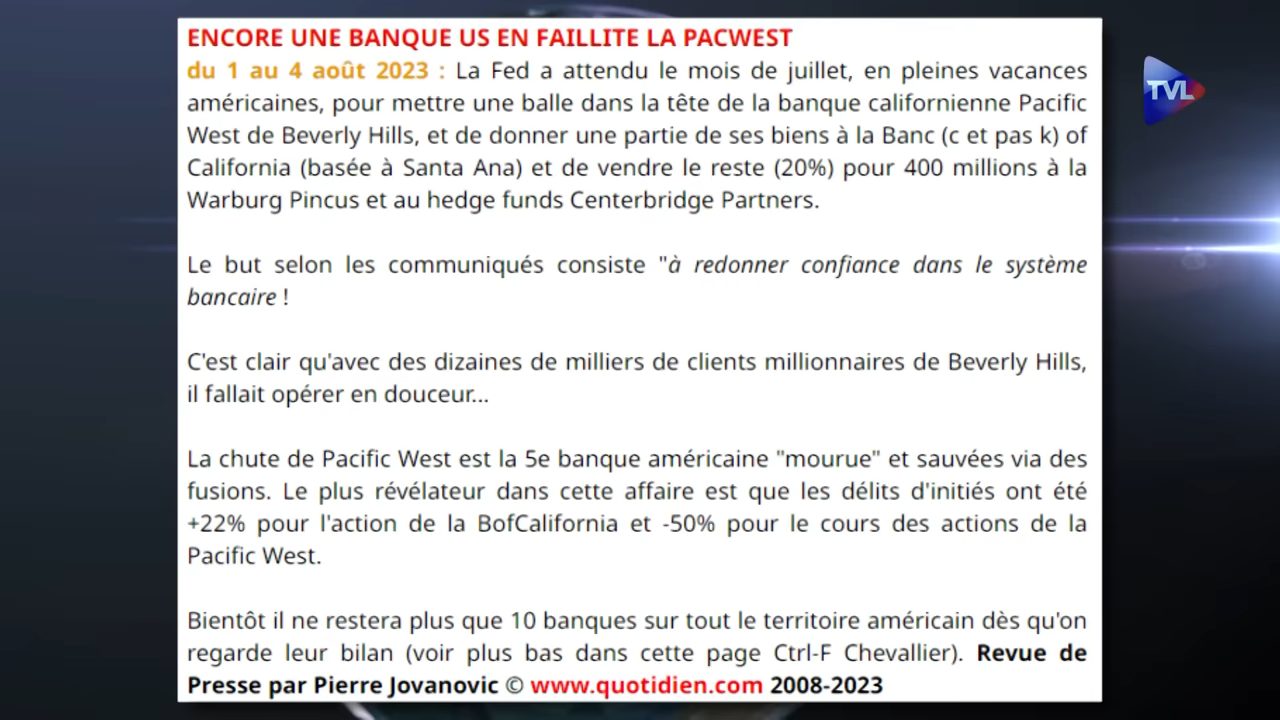 ENCORE UNE BANQUE US EN FAILLITE LA PACWEST
du 1 au 4 août 2023 : La Fed a attendu le mois de juillet, en pleines vacances
américaines, pour mettre une balle dans la tête de la banque californienne Pacific
West de Beverly Hills, et de donner une partie de ses biens à la Banc (c et pas k) of
California (basée à Santa Ana) et de vendre le reste (20%) pour 400 millions à la
Warburg Pincus et au hedge funds Centerbridge Partners.
Le but selon les communiqués consiste "à redonner confiance dans le système
bancaire !
C'est clair qu'avec des dizaines de milliers de clients millionnaires de Beverly Hills,
il fallait opérer en douceur...
La chute de Pacific West est la 5e banque américaine "mourue" et sauvées via des
fusions. Le plus révélateur dans cette affaire est que les délits d'initiés ont été
+22% pour l'action de la BofCalifornia et -50% pour le cours des actions de la
Pacific West.
Bientôt il ne restera plus que 10 banques sur tout le territoire américain dès qu'on
regarde leur bilan (voir plus bas dans cette page Ctrl-F Chevallier). Revue de
Presse par Pierre Jovanovic © www.quotidien.com 2008-2023
TVL